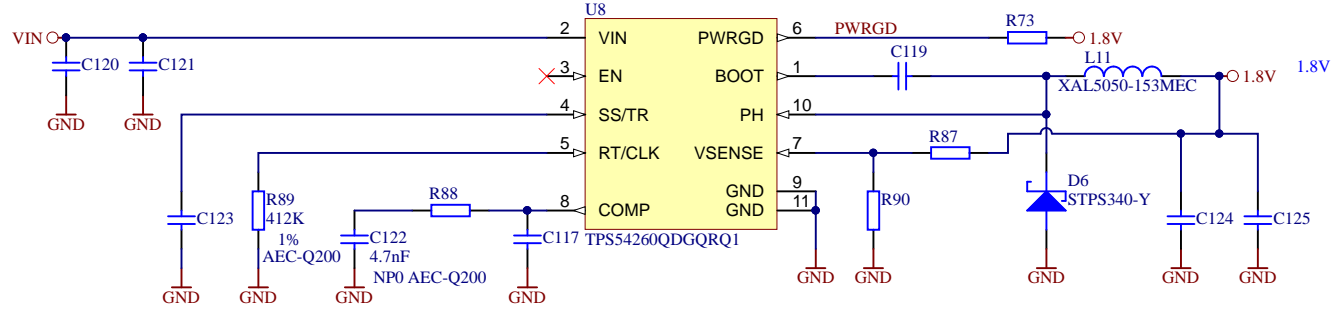 U8
VIN
2
VIN
PWRGD
6
PWRGD
R73
1.8V
C120
C121
3
EN
BOOT
1
C119
L11
XAL5050-153MEC
1.8V
1.8V
GND
GND
4
SS/TR
PH
10
5
RT/CLK
VSENSE
7
R87
R89
412K
1%
AEC-Q200
R88
8
COMP
GND
9
GND
11
R90
D6
STPS340-Y
C123
C122
4.7nF
NP0 AEC-Q200
C117
TPS54260QDGQRQ1
C124
C125
GND
GND
GND
GND
GND
GND
GND
GND
GND